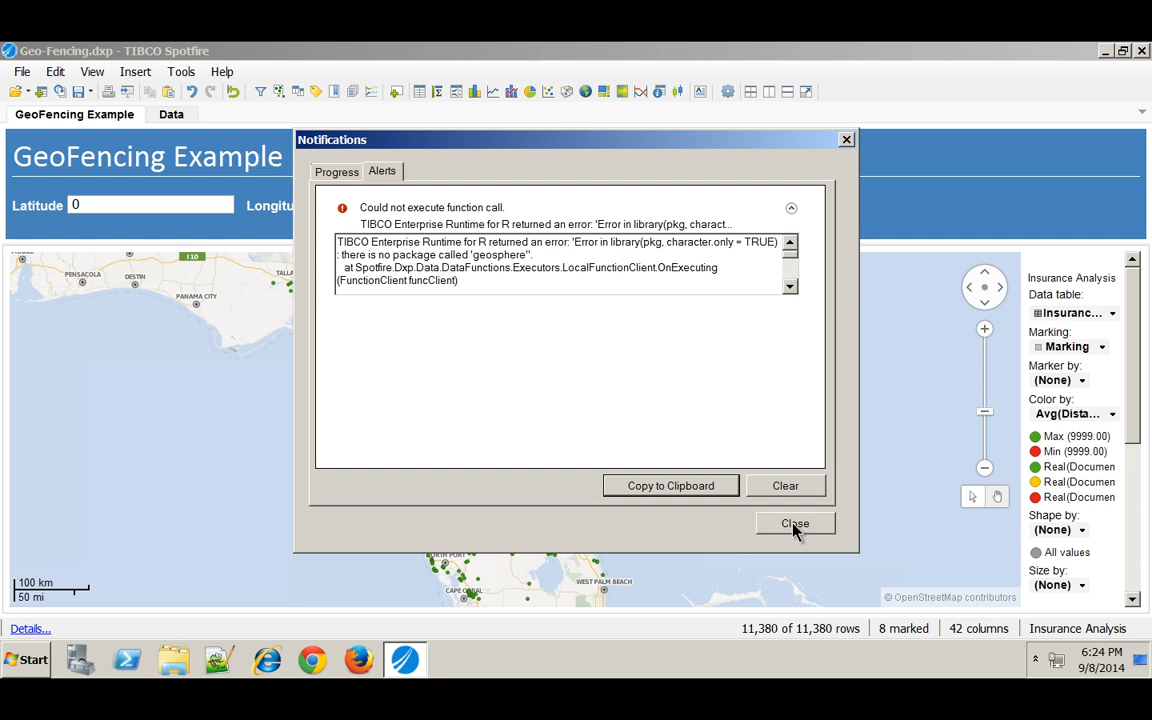 Geo-Fencing.dxp - TIBCO Spotfire
File Edit View Insert Tools Help
GeoFencing Example Data
GeoFencing Example
Latitude 0 Longitu
Notifications
Progress Alerts
Could not execute function call.
TIBCO Enterprise Runtime for R returned an error: 'Error in library(pkg, charact...
TIBCO Enterprise Runtime for R returned an error: 'Error in library(pkg, character.only = TRUE)
: there is no package called 'geosphere''.
at Spotfire.Dxp.Data.DataFunctions.Executors.LocalFunctionClient.OnExecuting
(FunctionClient funcClient)
Copy to Clipboard Clear
Close
10
PENSACOLA
DESTIN
TALLA
PANAMA CITY
NORTH PORT
CAPE CORAL
WEST PALM BEACH
100 km
50 mi
© OpenStreetMap contributors
Insurance Analysis
Data table:
Insuranc...
Marking:
Marking
Marker by:
(None)
Color by:
Avg(Dista...
Max (9999.00)
Min (9999.00)
Real(Documen
Real(Documen
Real(Documen
Shape by:
(None)
All values
Size by:
(None)
Details... 11,380 of 11,380 rows 8 marked 42 columns Insurance Analysis
Start
6:24 PM
9/8/2014